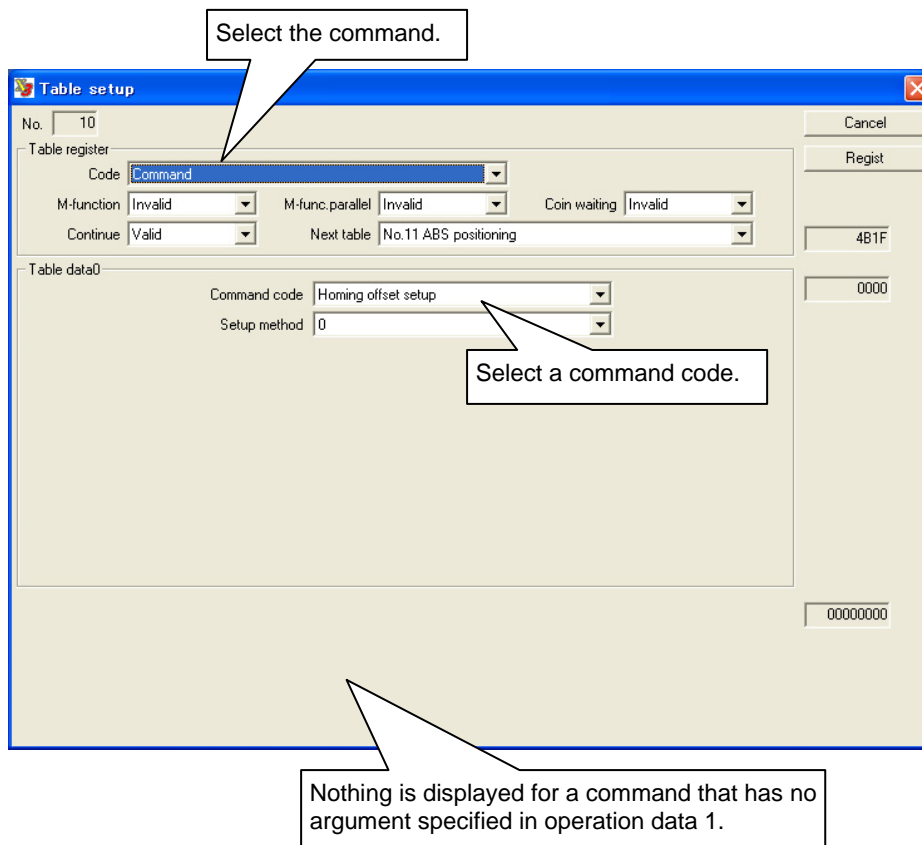 Select the command.
Table setup
No. 10
Cancel
Table register
Regist
Code Command
M-function Invalid M-func.parallel Invalid Coin waiting Invalid
Continue Valid Next table No.11 ABS positioning
4B1F
Table data0
0000
Command code Homing offset setup
Setup method 0
Select a command code.
00000000
Nothing is displayed for a command that has no
argument specified in operation data 1.